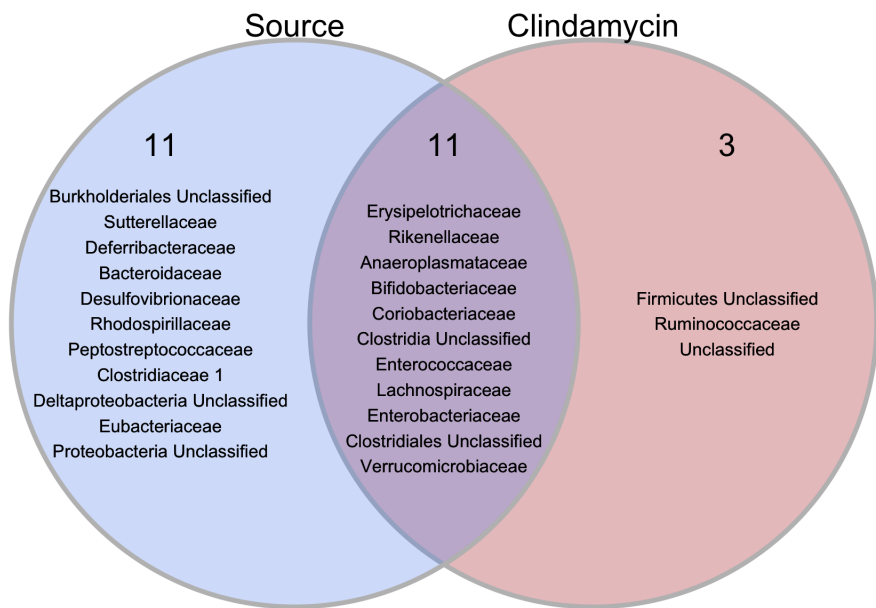 Source
Clindamycin
11
11
3
Burkholderiales Unclassified
Sutterellaceae
Deferribacteraceae
Bacteroidaceae
Desulfovibrionaceae
Rhodospirillaceae
Peptostreptococcaceae
Clostridiaceae 1
Deltaproteobacteria Unclassified
Eubacteriaceae
Proteobacteria Unclassified
Erysipelotrichaceae
Rikenellaceae
Anaeroplasmataceae
Bifidobacteriaceae
Coriobacteriaceae
Clostridia Unclassified
Enterococcaceae
Lachnospiraceae
Enterobacteriaceae
Clostridiales Unclassified
Verrucomicrobiaceae
Firmicutes Unclassified
Ruminococcaceae
Unclassified